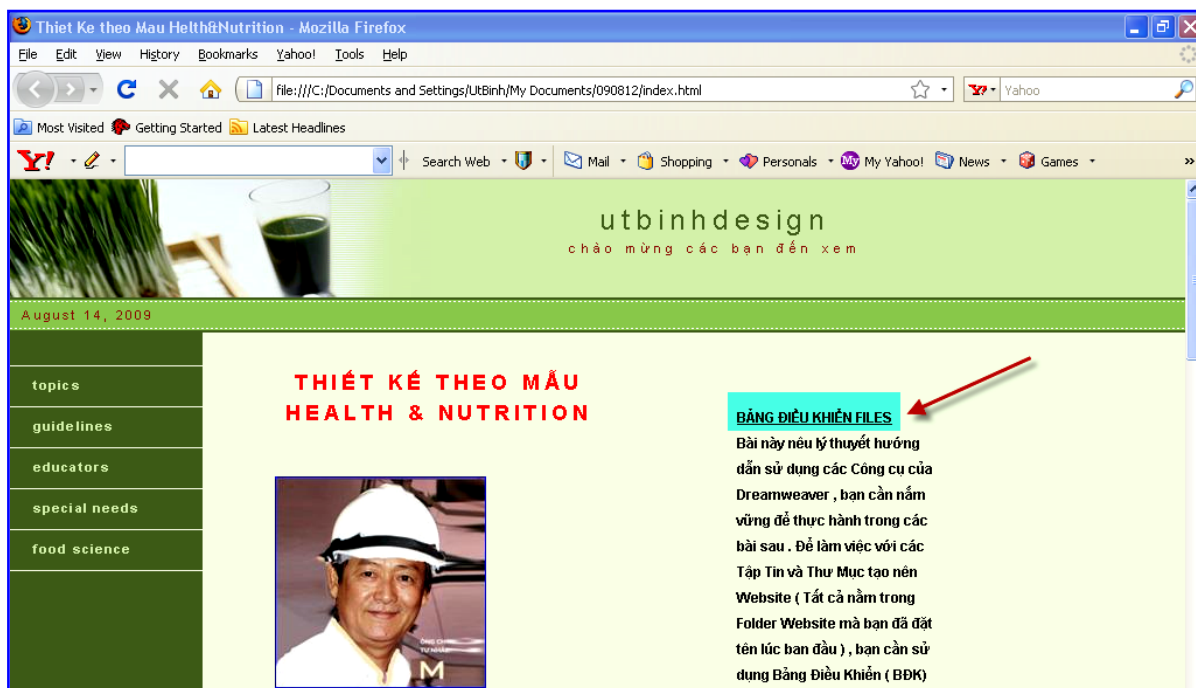 Thiet Ke theo Mau Helth&Nutrition - Mozilla Firefox
File Edit View History Bookmarks Yahoo! Tools Help
file:///C:/Documents and Settings/UtBinh/My Documents/090812/index.html
Yahoo
Most Visited Getting Started Latest Headlines
Y! Search Web Mail Shopping Personals My My Yahoo! News Games »
utbinhdesign
chào mừng các bạn đến xem
August 14, 2009
topics
guidelines
educators
special needs
food science
THIẾT KẾ THEO MẪU
HEALTH & NUTRITION
M
BẢNG ĐIỀU KHIỂN FILES
Bài này nêu lý thuyết hướng
dẫn sử dụng các Công cụ của
Dreamweaver , bạn cần nắm
vững để thực hành trong các
bài sau . Để làm việc với các
Tập Tin và Thư Mục tạo nên
Website ( Tất cả nằm trong
Folder Website mà bạn đã đặt
tên lúc ban đầu ) , bạn cần sử
dụng Bảng Điều Khiển ( BĐK)